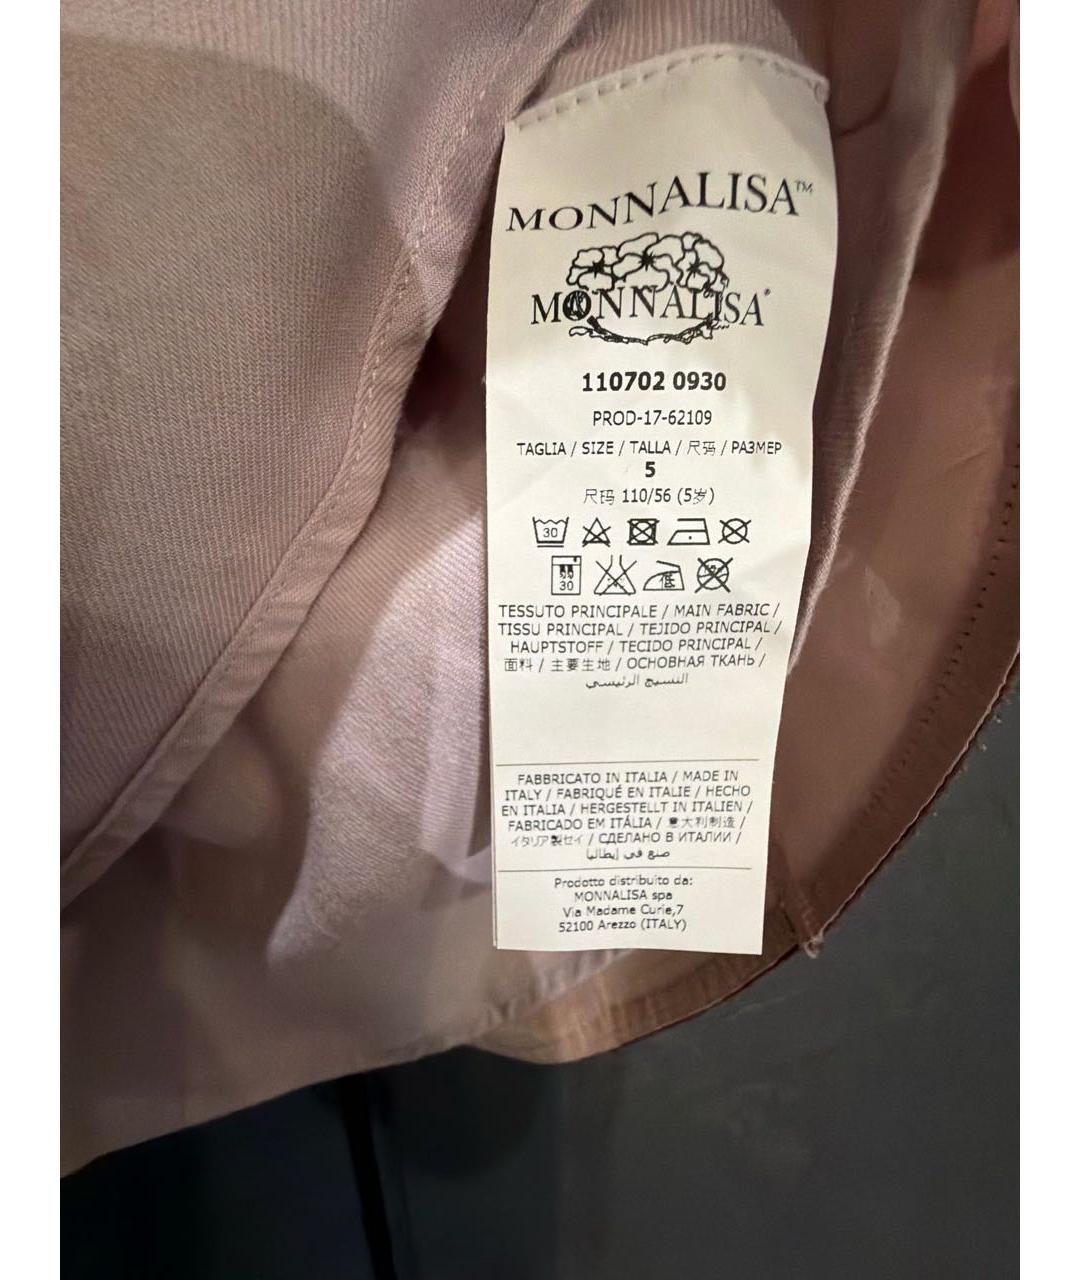 MONNALISA™
MONNALISA®
110702 0930
PROD-17-62109
TAGLIA / SIZE / TALLA / 尺码 / РАЗМЕР
5
尺码 110/56 (5岁)
30
30
TESSUTO PRINCIPALE / MAIN FABRIC /
TISSU PRINCIPAL / TEJIDO PRINCIPAL /
HAUPTSTOFF / TECIDO PRINCIPAL /
面料 / 主要生地 / ОСНОВНАЯ ТКАНЬ /
النسيج الرئيسي
FABBRICATO IN ITALIA / MADE IN
ITALY / FABRIQUÉ EN ITALIE / HECHO
EN ITALIA / HERGESTELLT IN ITALIEN /
FABRICADO EM ITÁLIA / 意大利制造 /
イタリア製セイ / СДЕЛАНО В ИТАЛИИ /
صنع في إيطاليا
Prodotto distribuito da:
MONNALISA spa
Via Madame Curie,7
52100 Arezzo (ITALY)